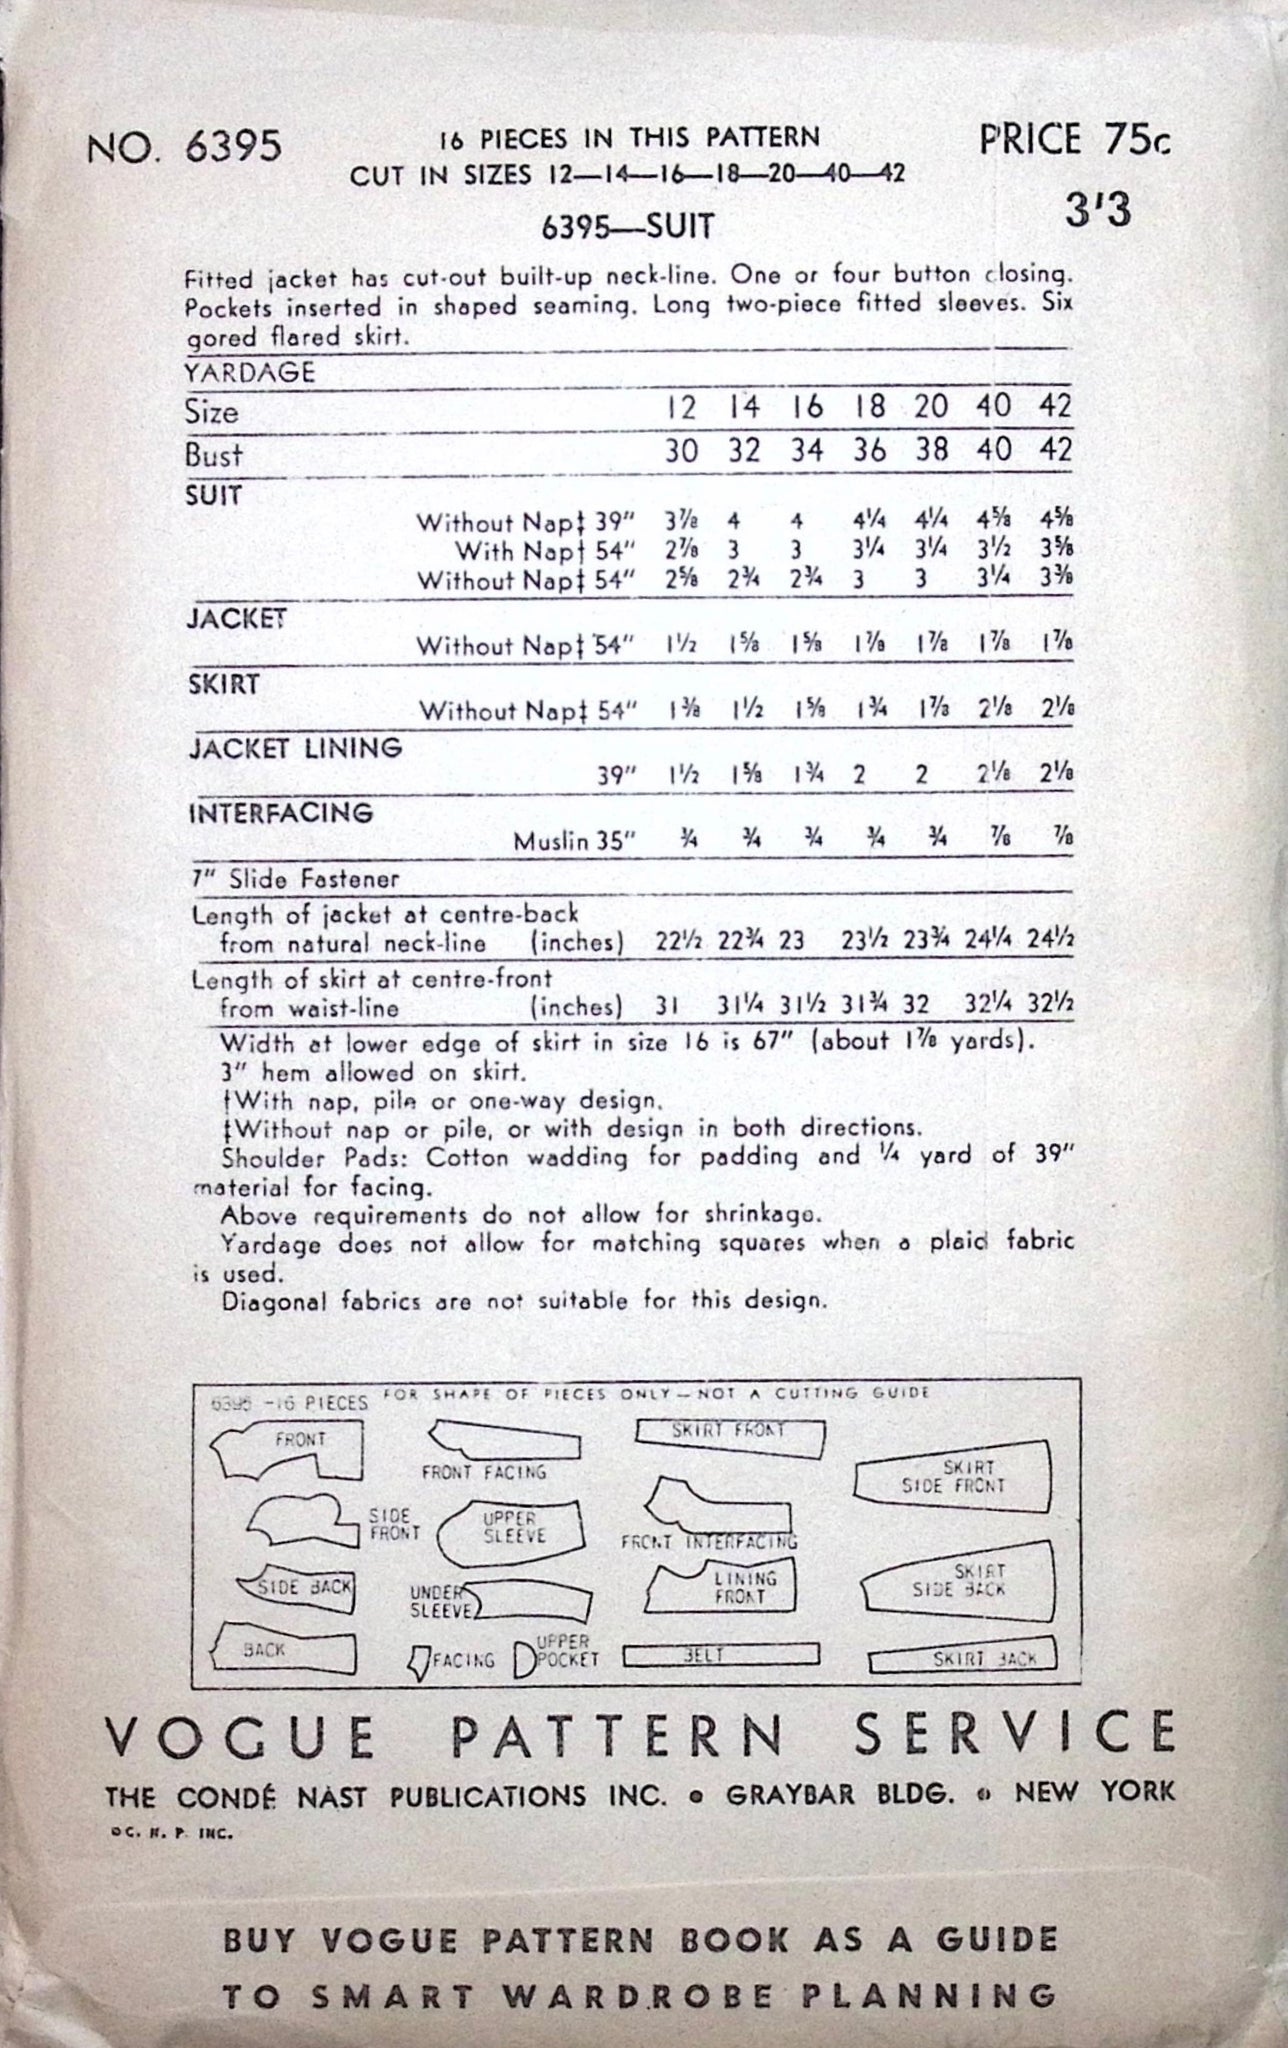 NO. 6395
16 PIECES IN THIS PATTERN
PRICE 75c
CUT IN SIZES 12—14—16—18—20—40—42
3'3
6395—SUIT
Fitted jacket has cut-out built-up neck-line. One or four button closing.
Pockets inserted in shaped seaming. Long two-piece fitted sleeves. Six
gored flared skirt.
YARDAGE
Size 12 14 16 18 20 40 42
Bust 30 32 34 36 38 40 42
SUIT
Without Nap‡ 39" 3⅞ 4 4 4¼ 4¼ 4⅝ 4⅝
With Nap† 54" 2⅞ 3 3 3¼ 3¼ 3½ 3⅝
Without Nap‡ 54" 2⅝ 2¾ 2¾ 3 3 3¼ 3⅜
JACKET
Without Nap‡ 54" 1½ 1⅝ 1⅝ 1⅞ 1⅞ 1⅞ 1⅞
SKIRT
Without Nap‡ 54" 1⅜ 1½ 1⅝ 1¾ 1⅞ 2⅛ 2⅛
JACKET LINING
39" 1½ 1⅝ 1¾ 2 2 2⅛ 2⅛
INTERFACING
Muslin 35" ¾ ¾ ¾ ¾ ¾ ⅞ ⅞
7" Slide Fastener
Length of jacket at centre-back
from natural neck-line (inches) 22½ 22¾ 23 23½ 23¾ 24¼ 24½
Length of skirt at centre-front
from waist-line (inches) 31 31¼ 31½ 31¾ 32 32¼ 32½
Width at lower edge of skirt in size 16 is 67" (about 1⅞ yards).
3" hem allowed on skirt.
†With nap, pile or one-way design.
‡Without nap or pile, or with design in both directions.
Shoulder Pads: Cotton wadding for padding and ¼ yard of 39"
material for facing.
Above requirements do not allow for shrinkage.
Yardage does not allow for matching squares when a plaid fabric
is used.
Diagonal fabrics are not suitable for this design.
6395 -16 PIECES FOR SHAPE OF PIECES ONLY — NOT A CUTTING GUIDE
FRONT
FRONT FACING
SKIRT FRONT
SKIRT
SIDE FRONT
SIDE
FRONT
UPPER
SLEEVE
FRONT INTERFACING
SIDE BACK
UNDER
SLEEVE
LINING
FRONT
SKIRT
SIDE BACK
BACK
FACING
UPPER
POCKET
BELT
SKIRT BACK
VOGUE PATTERN SERVICE
THE CONDÉ NAST PUBLICATIONS INC. • GRAYBAR BLDG. • NEW YORK
©C. N. P. INC.
BUY VOGUE PATTERN BOOK AS A GUIDE
TO SMART WARDROBE PLANNING